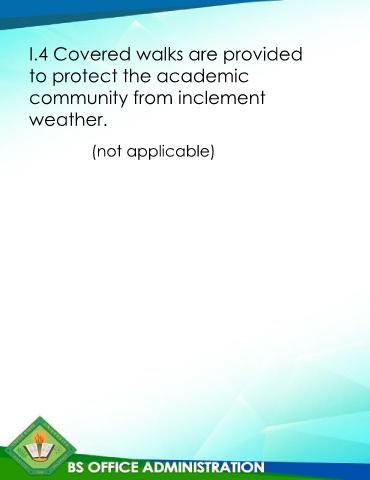 I.4 Covered walks are provided
to protect the academic
community from inclement
weather.
(not applicable)
BS OFFICE ADMINISTRATION